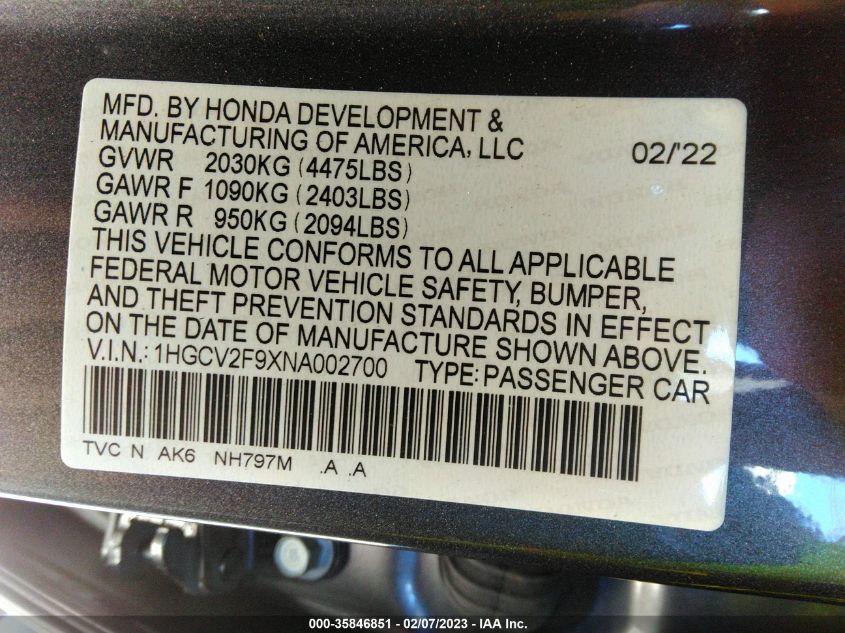 MFD. BY HONDA DEVELOPMENT &
MANUFACTURING OF AMERICA, LLC 02/'22
GVWR 2030KG (4475LBS)
GAWR F 1090KG (2403LBS)
GAWR R 950KG (2094LBS)
THIS VEHICLE CONFORMS TO ALL APPLICABLE
FEDERAL MOTOR VEHICLE SAFETY, BUMPER,
AND THEFT PREVENTION STANDARDS IN EFFECT
ON THE DATE OF MANUFACTURE SHOWN ABOVE.
V.I.N.: 1HGCV2F9XNA002700 TYPE: PASSENGER CAR
TVC N AK6 NH797M .A .A
000-35846851 - 02/07/2023 - IAA Inc.